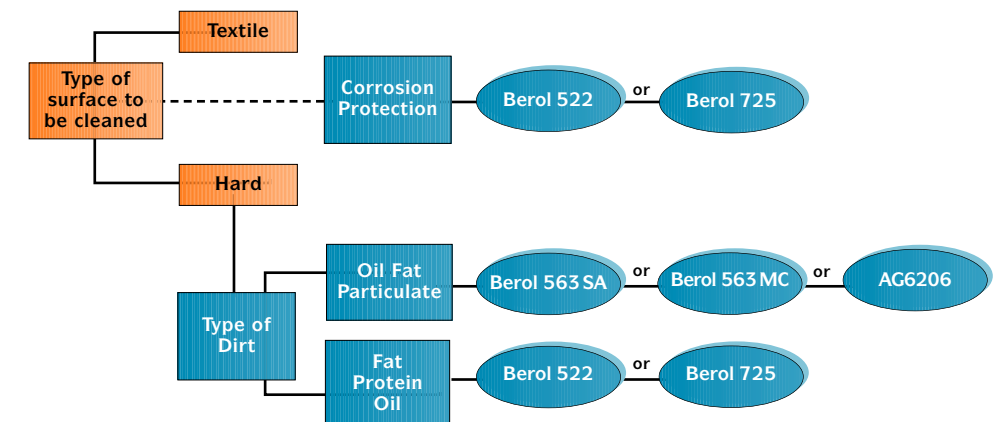 Textile
Type of
surface to
be cleaned
Corrosion
Protection
Berol 522
or
Berol 725
Hard
Oil Fat
Particulate
Berol 563 SA
or
Berol 563 MC
or
AG6206
Type of
Dirt
Fat
Protein
Oil
Berol 522
or
Berol 725